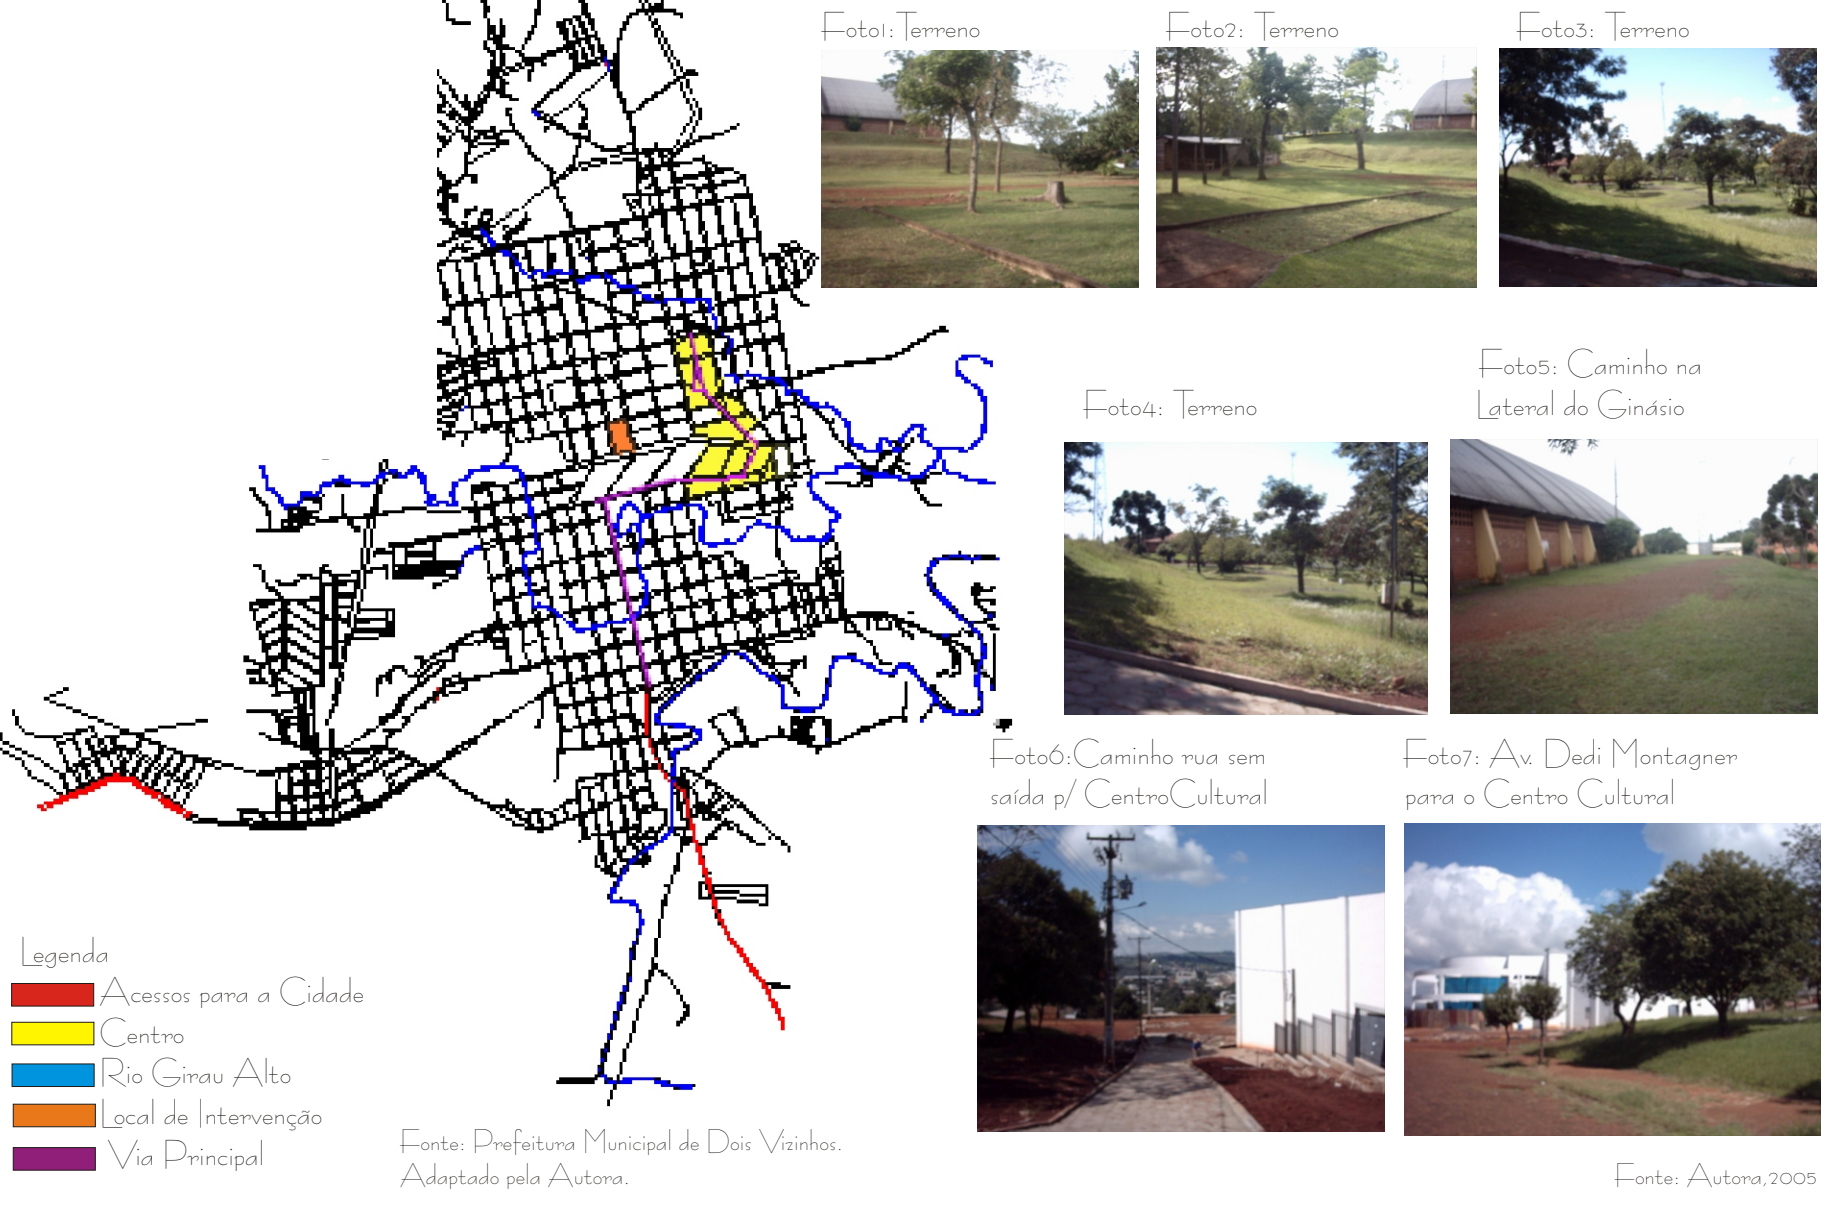 Foto1: Terreno
Foto2: Terreno
Foto3: Terreno
Foto4: Terreno
Foto5: Caminho na
Lateral do Ginásio
Foto6:Caminho rua sem
saída p/ CentroCultural
Foto7: Av. Dedi Montagner
para o Centro Cultural
Legenda
Acessos para a Cidade
Centro
Rio Girau Alto
Local de Intervenção
Via Principal
Fonte: Prefeitura Municipal de Dois Vizinhos.
Adaptado pela Autora.
Fonte: Autora,2005